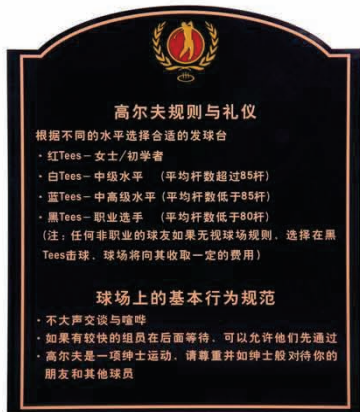 高尔夫规则与礼仪
根据不同的水平选择合适的发球台
· 红Tees－女士/初学者
· 白Tees－中级水平 (平均杆数超过85杆)
· 蓝Tees－中高级水平 (平均杆数低于85杆)
· 黑Tees－职业选手 (平均杆数低于80杆)
(注：任何非职业的球友如果无视球场规则，选择在黑
Tees击球，球场将向其收取一定的费用)
球场上的基本行为规范
· 不大声交谈与喧哗
· 如果有较快的组员在后面等待，可以允许他们先通过
· 高尔夫是一项绅士运动，请尊重并如绅士般对待你的
朋友和其他球员